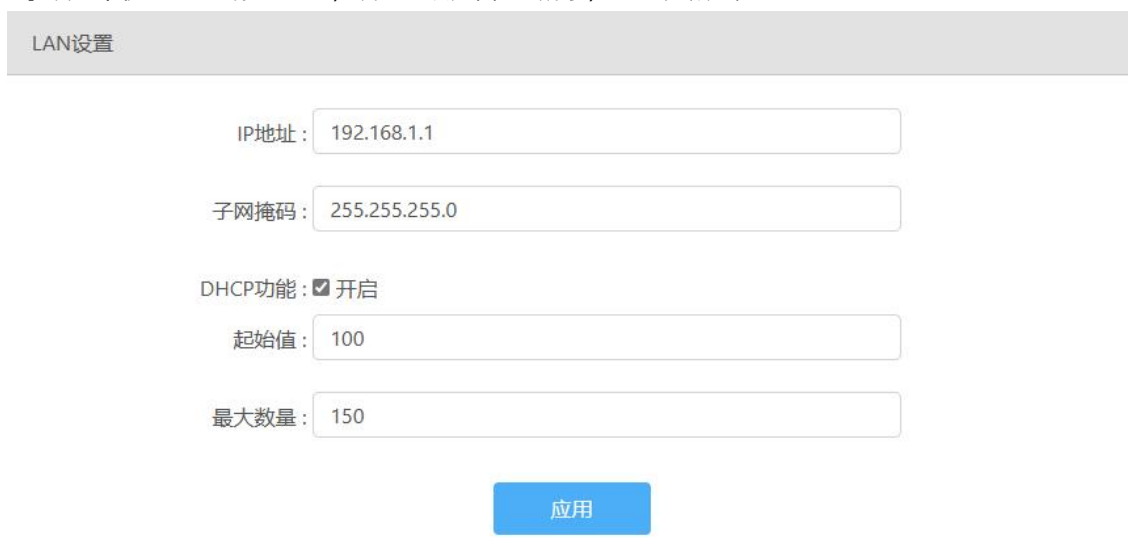 LAN设置
IP地址 : 192.168.1.1
子网掩码 : 255.255.255.0
DHCP功能 : 开启
起始值 : 100
最大数量 : 150
应用